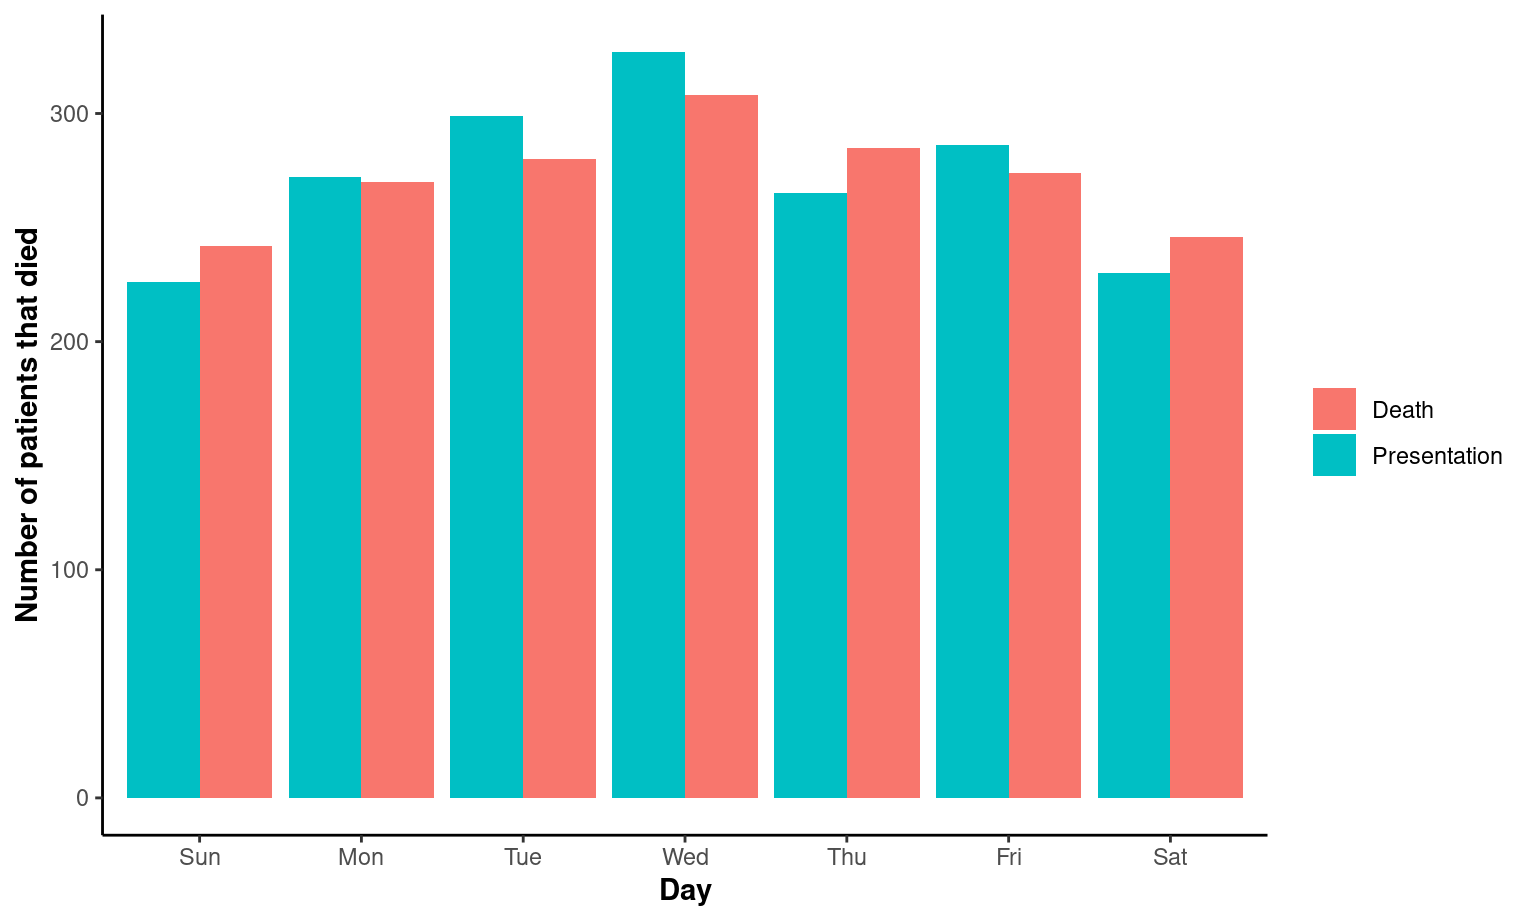 Number of patients that died
300
200
100
0
Sun Mon Tue Wed Thu Fri Sat
Day
Death
Presentation